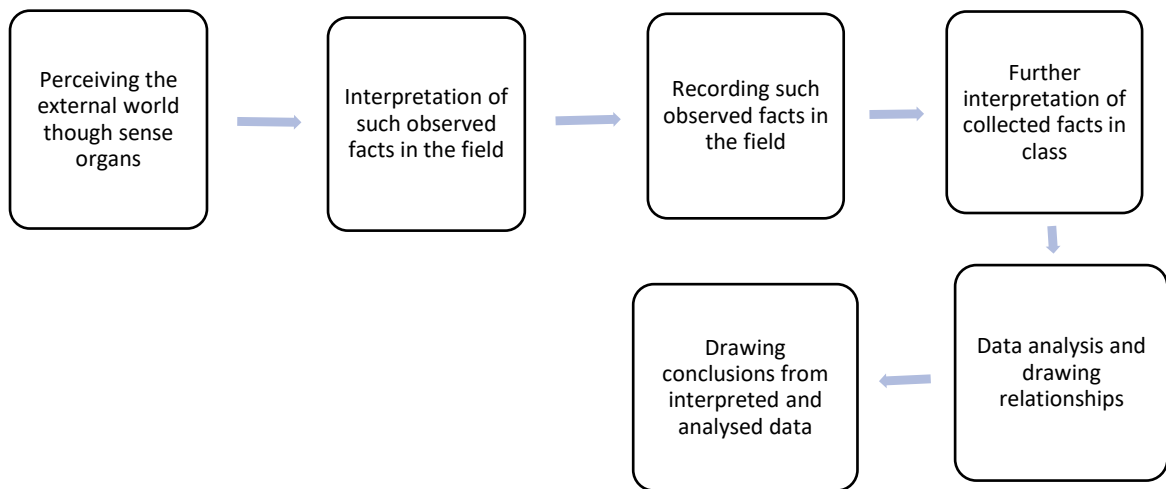 Perceiving the
external world
though sense
organs
Interpretation of
such observed
facts in the field
Recording such
observed facts in
the field
Further
interpretation of
collected facts in
class
Data analysis and
drawing
relationships
Drawing
conclusions from
interpreted and
analysed data